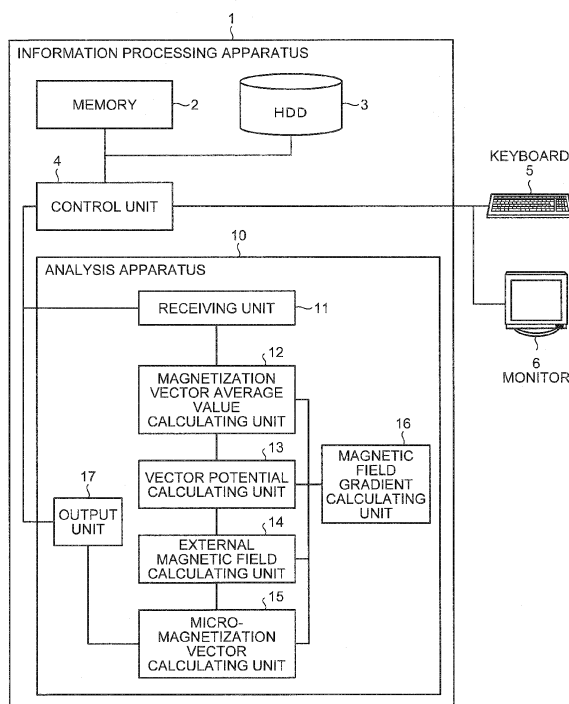 1
INFORMATION PROCESSING APPARATUS
MEMORY
2
HDD
3
4
CONTROL UNIT
KEYBOARD
5
10
ANALYSIS APPARATUS
RECEIVING UNIT
11
6
MONITOR
12
MAGNETIZATION
VECTOR AVERAGE
VALUE
CALCULATING UNIT
13
VECTOR POTENTIAL
CALCULATING UNIT
16
MAGNETIC
FIELD
GRADIENT
CALCULATING
UNIT
17
OUTPUT
UNIT
14
EXTERNAL
MAGNETIC FIELD
CALCULATING UNIT
15
MICRO-
MAGNETIZATION
VECTOR
CALCULATING UNIT